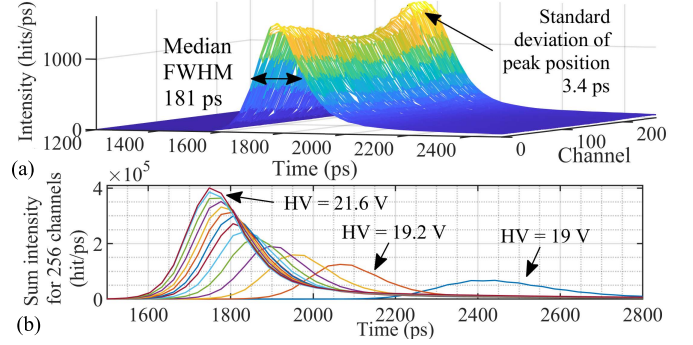 Intensity (hits/ps)
1000
0
Median
FWHM
181 ps
Standard
deviation of
peak position
3.4 ps
1200
1400
1600
1800
2000
2200
2400
Time (ps)
0
100
200
Channel
(a)
× 10⁵
4
2
0
Sum intensity
for 256 channels
(hit/ps)
HV = 21.6 V
HV = 19.2 V
HV = 19 V
1600
1800
2000
2200
2400
2600
2800
Time (ps)
(b)